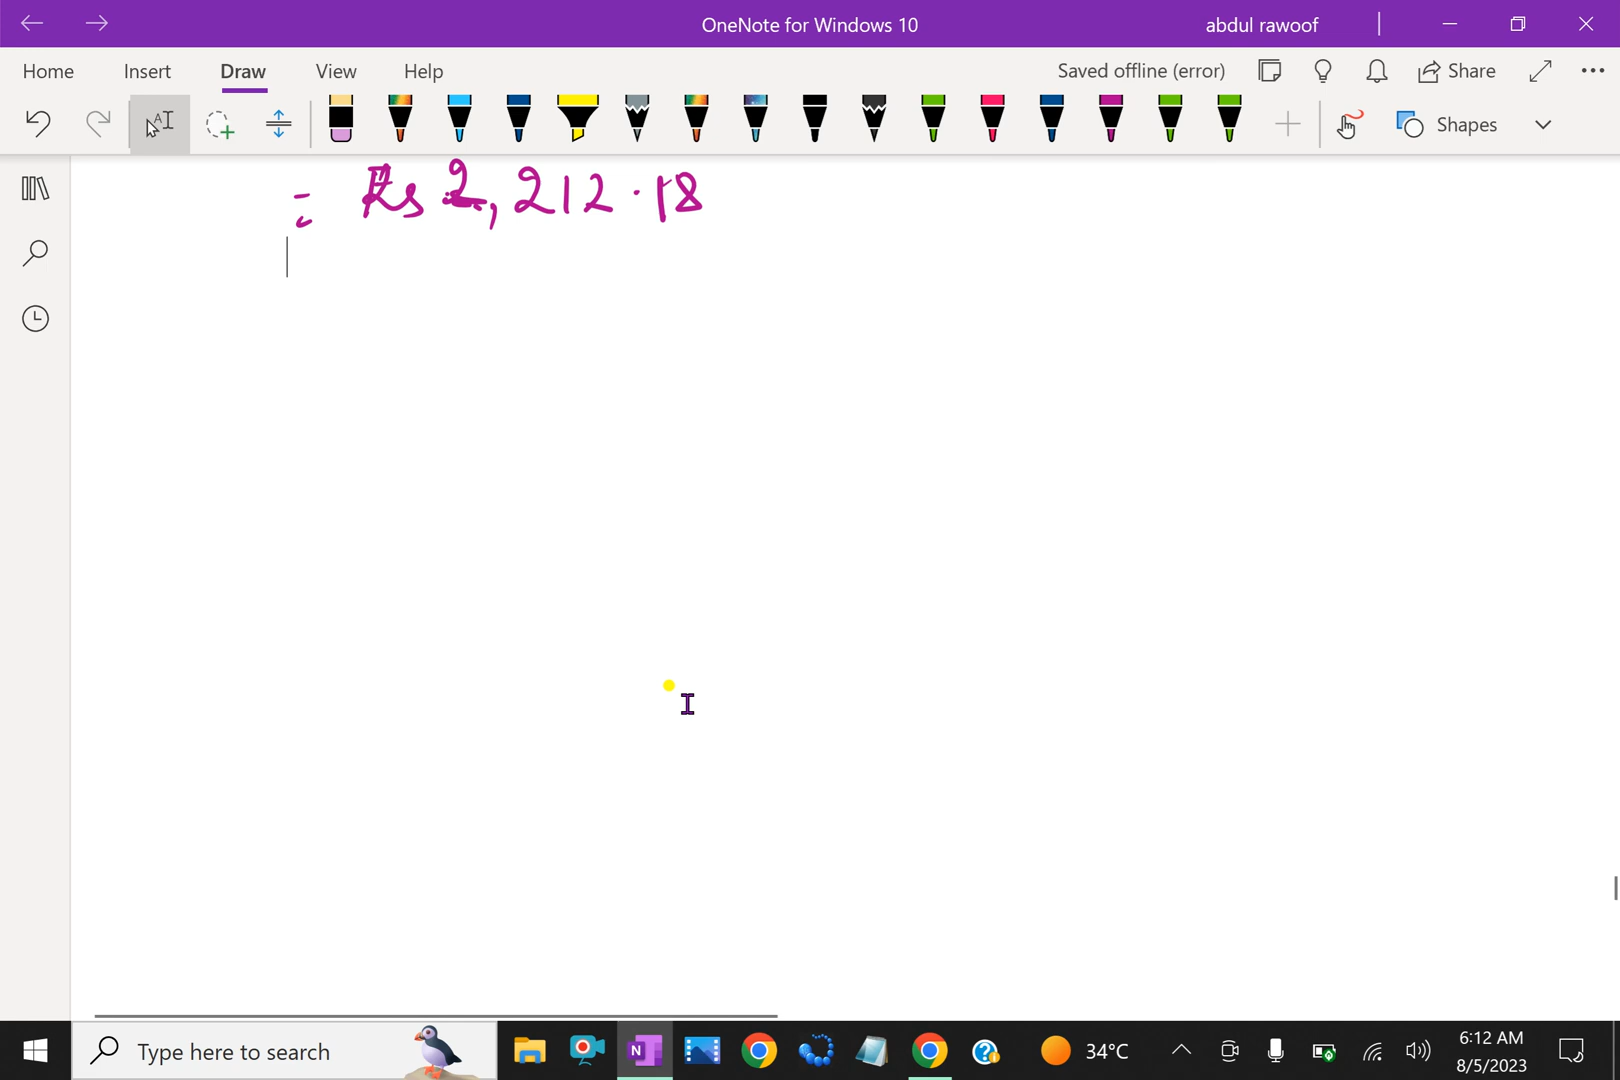 OneNote for Windows 10
abdul rawoof
Home Insert Draw View Help
Saved offline (error)
Share
Shapes
= Rs 2,212.18
Type here to search
34°C
6:12 AM
8/5/2023